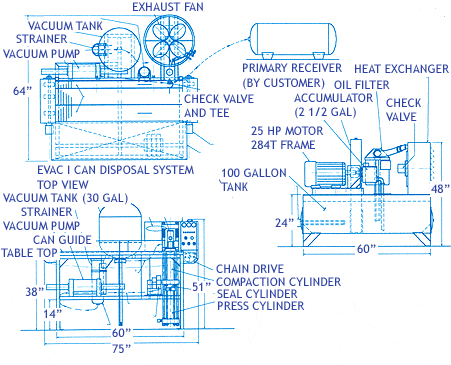 EXHAUST FAN
VACUUM TANK
STRAINER
VACUUM PUMP
64"
CHECK VALVE
AND TEE
PRIMARY RECEIVER
(BY CUSTOMER)
HEAT EXCHANGER
OIL FILTER
ACCUMULATOR
(2 1/2 GAL)
CHECK
VALVE
25 HP MOTOR
284T FRAME
100 GALLON
TANK
48"
24"
60"
EVAC I CAN DISPOSAL SYSTEM
TOP VIEW
VACUUM TANK (30 GAL)
STRAINER
VACUUM PUMP
CAN GUIDE
TABLE TOP
CHAIN DRIVE
COMPACTION CYLINDER
SEAL CYLINDER
PRESS CYLINDER
38"
51"
14"
60"
75"